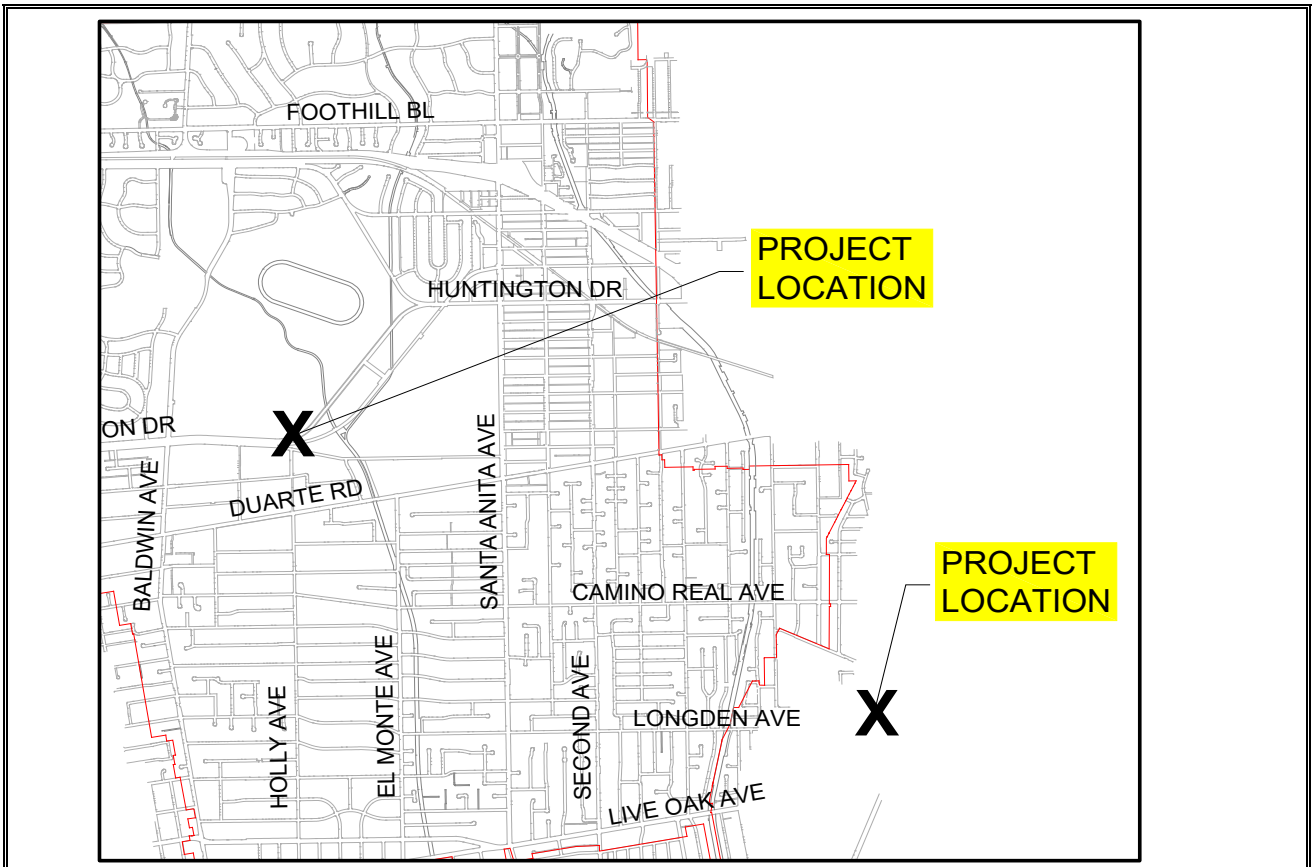 FOOTHILL BL
PROJECT
LOCATION
HUNTINGTON DR
ON DR
BALDWIN AVE
DUARTE RD
SANTA ANITA AVE
PROJECT
LOCATION
CAMINO REAL AVE
HOLLY AVE
EL MONTE AVE
SECOND AVE
LONGDEN AVE
LIVE OAK AVE
X
X